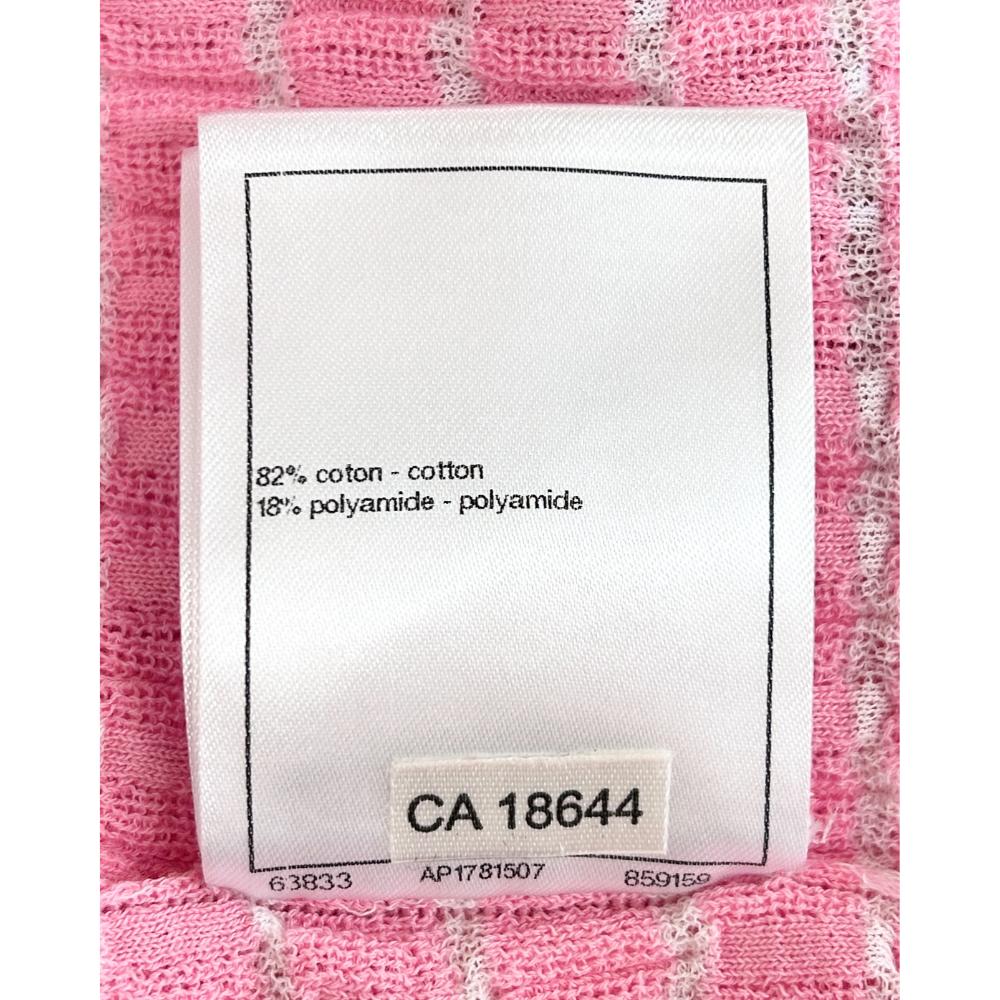 82% coton - cotton
18% polyamide - polyamide
CA 18644
63833 AP1781507 859159